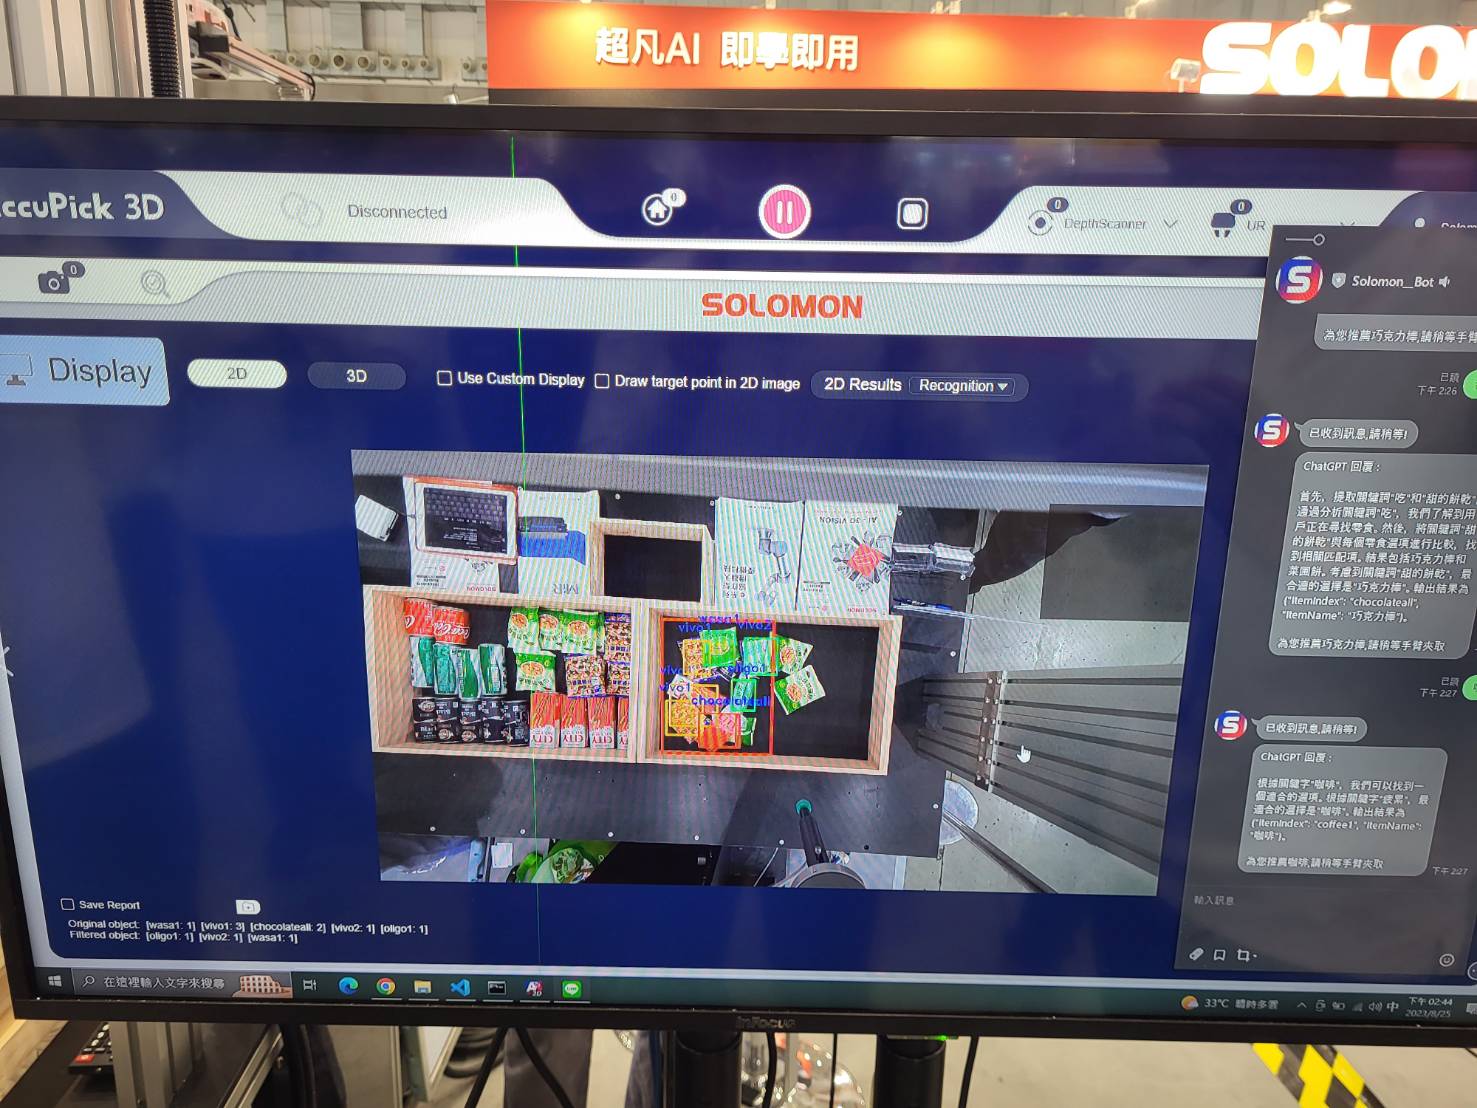 超凡AI 即學即用
SOLO
ccuPick 3D
Disconnected
0
0
DepthScanner
0
UR
0
SOLOMON
Display
2D
3D
Use Custom Display
Draw target point in 2D image
2D Results
Recognition
wasa1
vivo2
oligo1
vivo1
chocolateall
SOLOMON
MiR
AI - 3D VISION
SOLOMON
Save Report
Original object: [wasa1: 1] [vivo1: 3] [chocolateall: 2] [vivo2: 1] [oligo1: 1]
Filtered object: [oligo1: 1] [vivo2: 1] [wasa1: 1]
Solomon__Bot
為您推薦巧克力棒,請稍等手臂
已讀
下午 2:26
已收到訊息,請稍等!
ChatGPT 回覆 :
首先, 提取關鍵詞"吃"和"甜的餅乾"
通過分析關鍵詞"吃", 我們了解到用
戶正在尋找零食. 然後, 將關鍵詞"甜
的餅乾"與每個零食選項進行比較, 找
到相關匹配項. 結果包括巧克力棒和
菜圃餅. 考慮到關鍵詞"甜的餅乾", 最
合適的選擇是"巧克力棒". 輸出結果為
{"ItemIndex": "chocolateall",
"ItemName": "巧克力棒"}.
為您推薦巧克力棒,請稍等手臂夾取
已讀
下午 2:27
已收到訊息,請稍等!
ChatGPT 回覆 :
根據關鍵字"咖啡", 我們可以找到一
個適合的選項. 根據關鍵字"疲累", 最
適合的選擇是"咖啡". 輸出結果為
{"ItemIndex": "coffee1", "ItemName":
"咖啡"}.
為您推薦咖啡,請稍等手臂夾取
下午 2:27
輸入訊息
在這裡輸入文字來搜尋
33°C 晴時多雲
中
下午 02:44
2023/8/25
InFocus